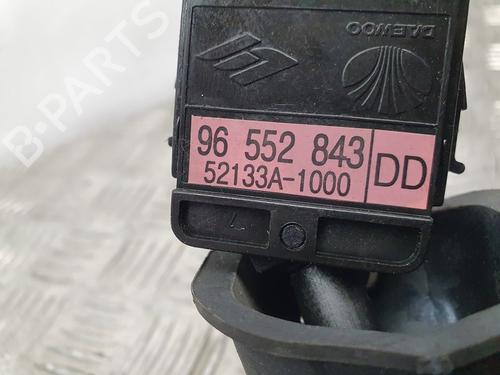 DAEWOO
96 552 843
52133A-1000
DD
B-PARTS